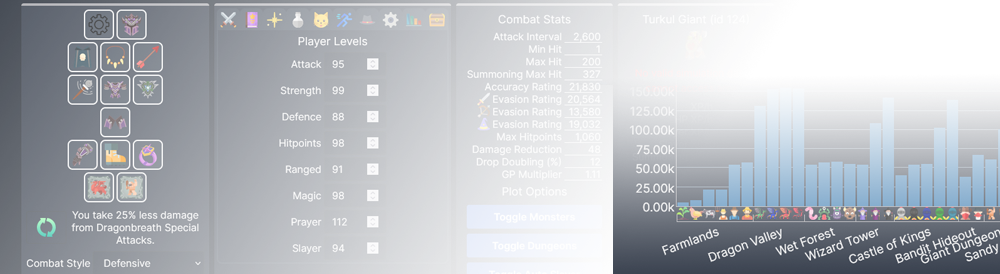 You take 25% less damage
from Dragonbreath Special
Attacks.
Combat Style Defensive
Player Levels
Attack 95
Strength 99
Defence 88
Hitpoints 98
Ranged 91
Magic 98
Prayer 112
Slayer 94
Combat Stats
Attack Interval 2,600
Min Hit 1
Max Hit 200
Summoning Max Hit 327
Accuracy Rating 21,830
Evasion Rating 20,564
Evasion Rating 13,580
Evasion Rating 19,032
Max Hitpoints
Damage Reduction 48
Drop Doubling (%) 12
GP Multiplier 1.11
Plot Options
Toggle Monsters
Toggle Dungeons
Turkul Giant
150.00k
125.00k
100.00k
75.00k
50.00k
25.00k
0.00k
Farmlands
Dragon Valley
Wet Forest
Wizard Tower
Castle of Kings
Bandit Hideout
Giant Dungeon
Sandy